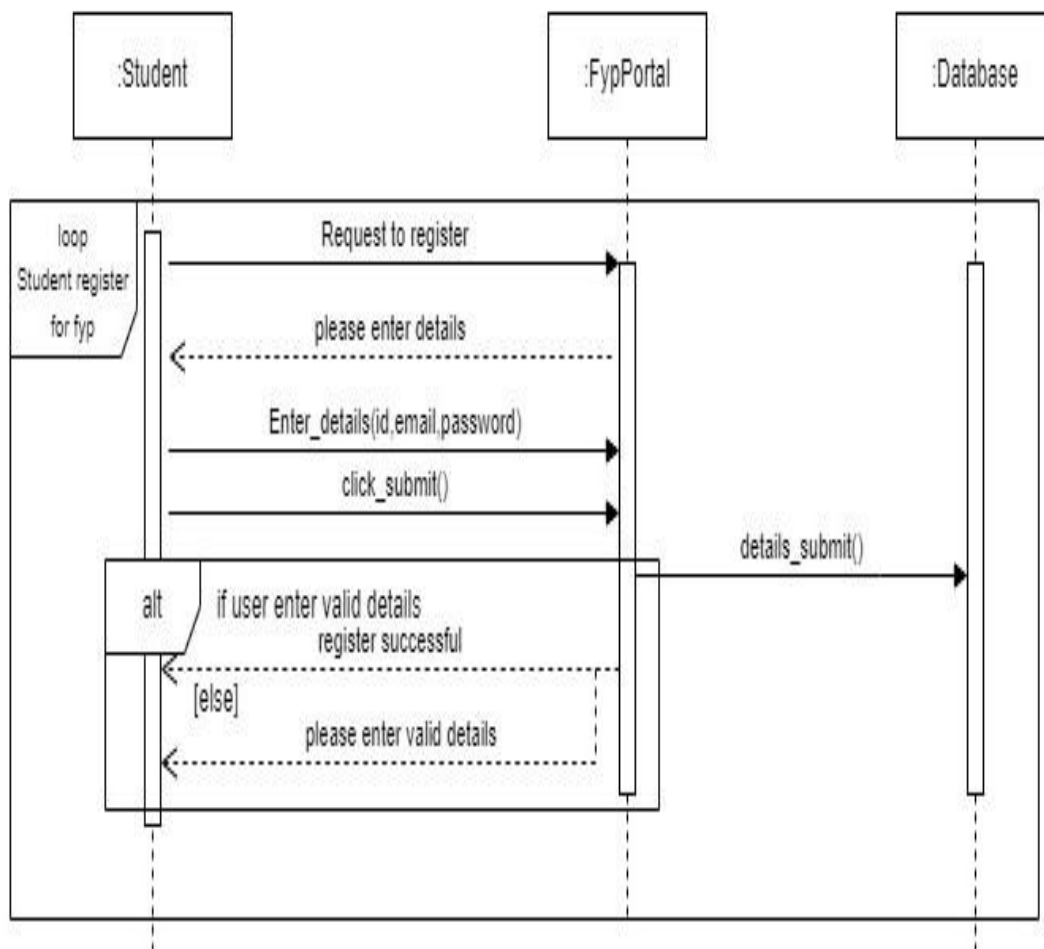 :Student
:FypPortal
:Database
loop
Student register
for fyp
Request to register
please enter details
Enter_details(id,email,password)
click_submit()
details_submit()
alt
if user enter valid details
register successful
[else]
please enter valid details